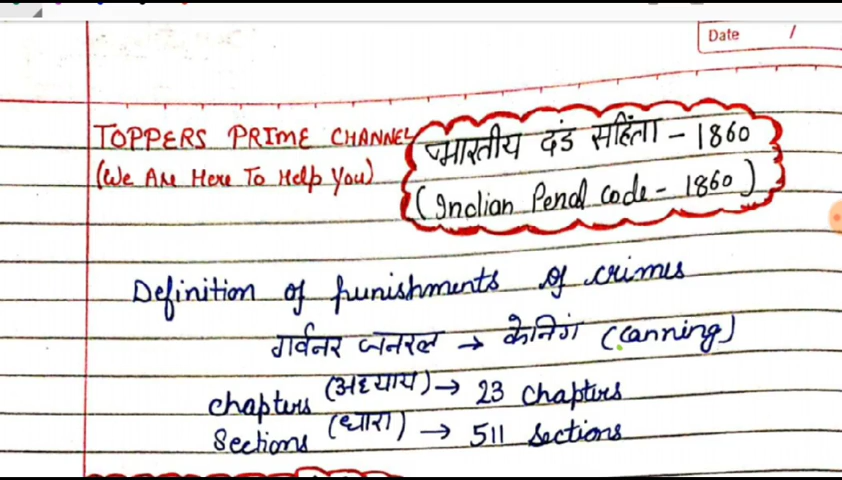 Date /
TOPPERS PRIME CHANNEL
(We Are Here To Help You)
भारतीय दंड सहिंता - 1860
(Indian Penal Code - 1860)
Definition of punishments of crimes
गर्वनर जनरल → केनिंग (Canning)
Chapters (अध्याय) → 23 Chapters
Sections (धारा) → 511 Sections